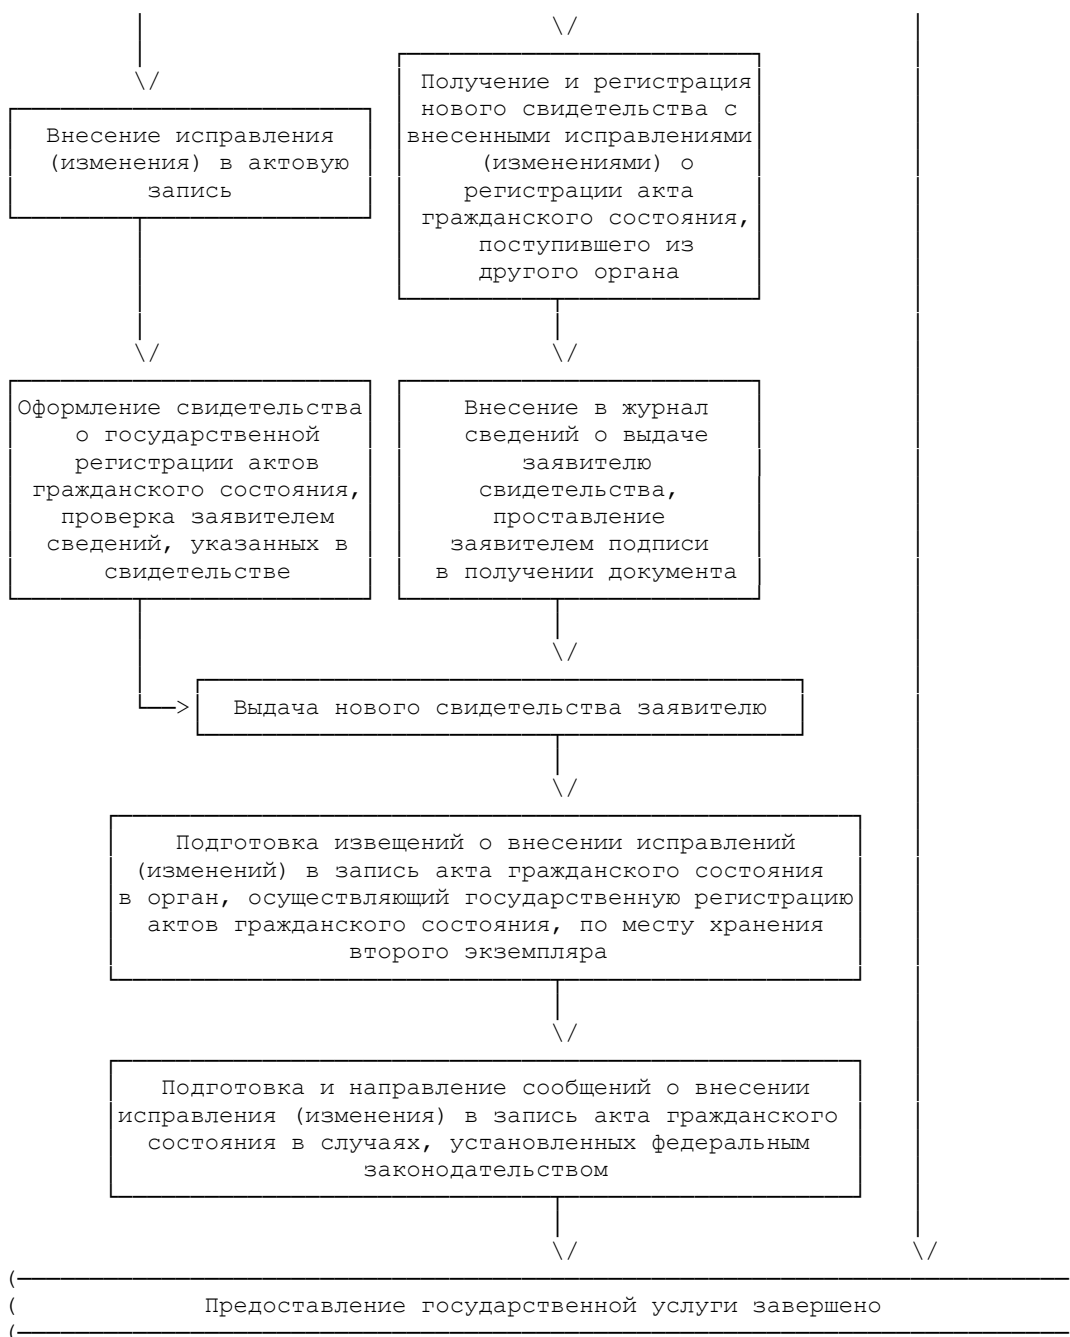 Получение и регистрация
нового свидетельства с
внесенными исправлениями
(изменениями) о
регистрации акта
гражданского состояния,
поступившего из
другого органа
Внесение исправления
(изменения) в актовую
запись
Оформление свидетельства
о государственной
регистрации актов
гражданского состояния,
проверка заявителем
сведений, указанных в
свидетельстве
Внесение в журнал
сведений о выдаче
заявителю
свидетельства,
проставление
заявителем подписи
в получении документа
Выдача нового свидетельства заявителю
Подготовка извещений о внесении исправлений
(изменений) в запись акта гражданского состояния
в орган, осуществляющий государственную регистрацию
актов гражданского состояния, по месту хранения
второго экземпляра
Подготовка и направление сообщений о внесении
исправления (изменения) в запись акта гражданского
состояния в случаях, установленных федеральным
законодательством
Предоставление государственной услуги завершено